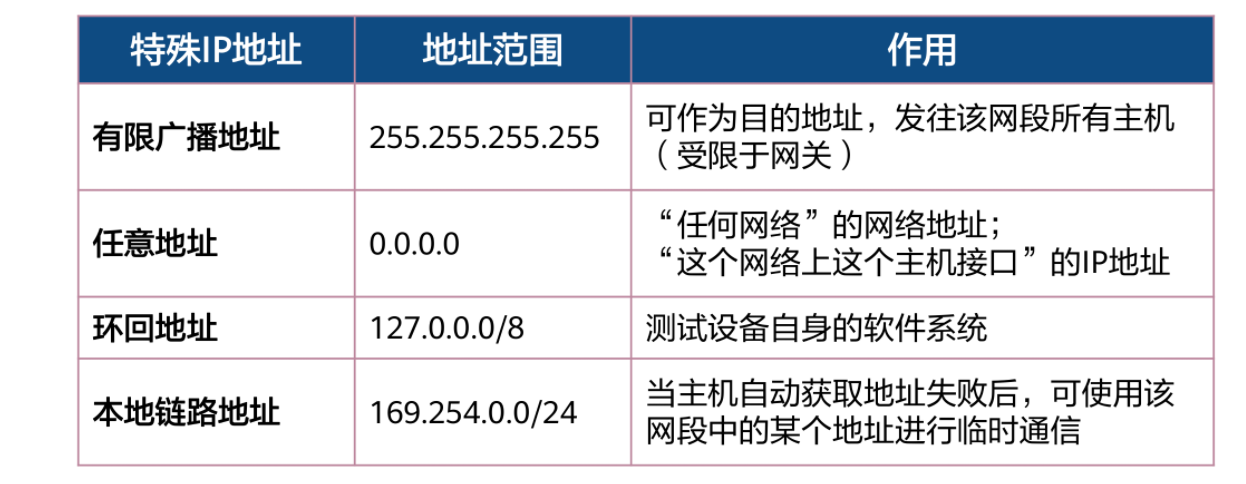 特殊IP地址 地址范围 作用
有限广播地址 255.255.255.255 可作为目的地址，发往该网段所有主机
（受限于网关）
任意地址 0.0.0.0 “任何网络”的网络地址；
“这个网络上这个主机接口”的IP地址
环回地址 127.0.0.0/8 测试设备自身的软件系统
本地链路地址 169.254.0.0/24 当主机自动获取地址失败后，可使用该
网段中的某个地址进行临时通信